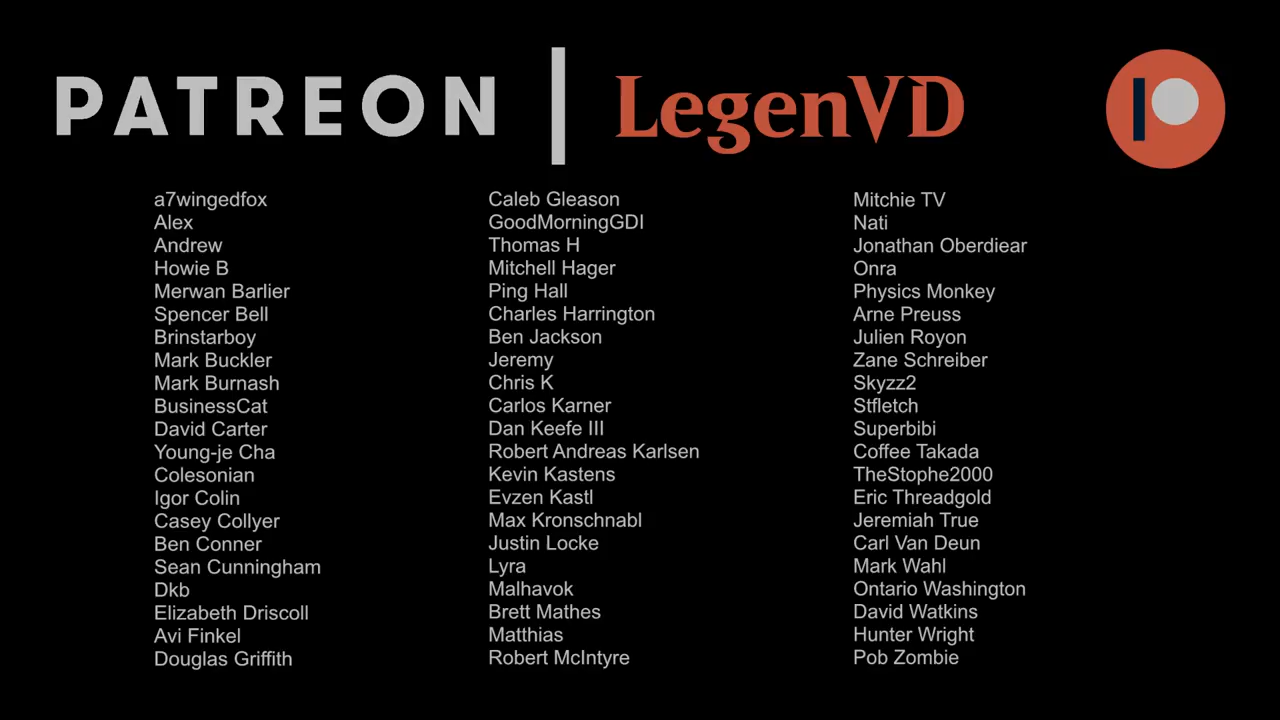 PATREON | LegenVD
a7wingedfox
Alex
Andrew
Howie B
Merwan Barlier
Spencer Bell
Brinstarboy
Mark Buckler
Mark Burnash
BusinessCat
David Carter
Young-je Cha
Colesonian
Igor Colin
Casey Collyer
Ben Conner
Sean Cunningham
Dkb
Elizabeth Driscoll
Avi Finkel
Douglas Griffith
Caleb Gleason
GoodMorningGDI
Thomas H
Mitchell Hager
Ping Hall
Charles Harrington
Ben Jackson
Jeremy
Chris K
Carlos Karner
Dan Keefe III
Robert Andreas Karlsen
Kevin Kastens
Evzen Kastl
Max Kronschnabl
Justin Locke
Lyra
Malhavok
Brett Mathes
Matthias
Robert McIntyre
Mitchie TV
Nati
Jonathan Oberdiear
Onra
Physics Monkey
Arne Preuss
Julien Royon
Zane Schreiber
Skyzz2
Stfletch
Superbibi
Coffee Takada
TheStophe2000
Eric Threadgold
Jeremiah True
Carl Van Deun
Mark Wahl
Ontario Washington
David Watkins
Hunter Wright
Pob Zombie